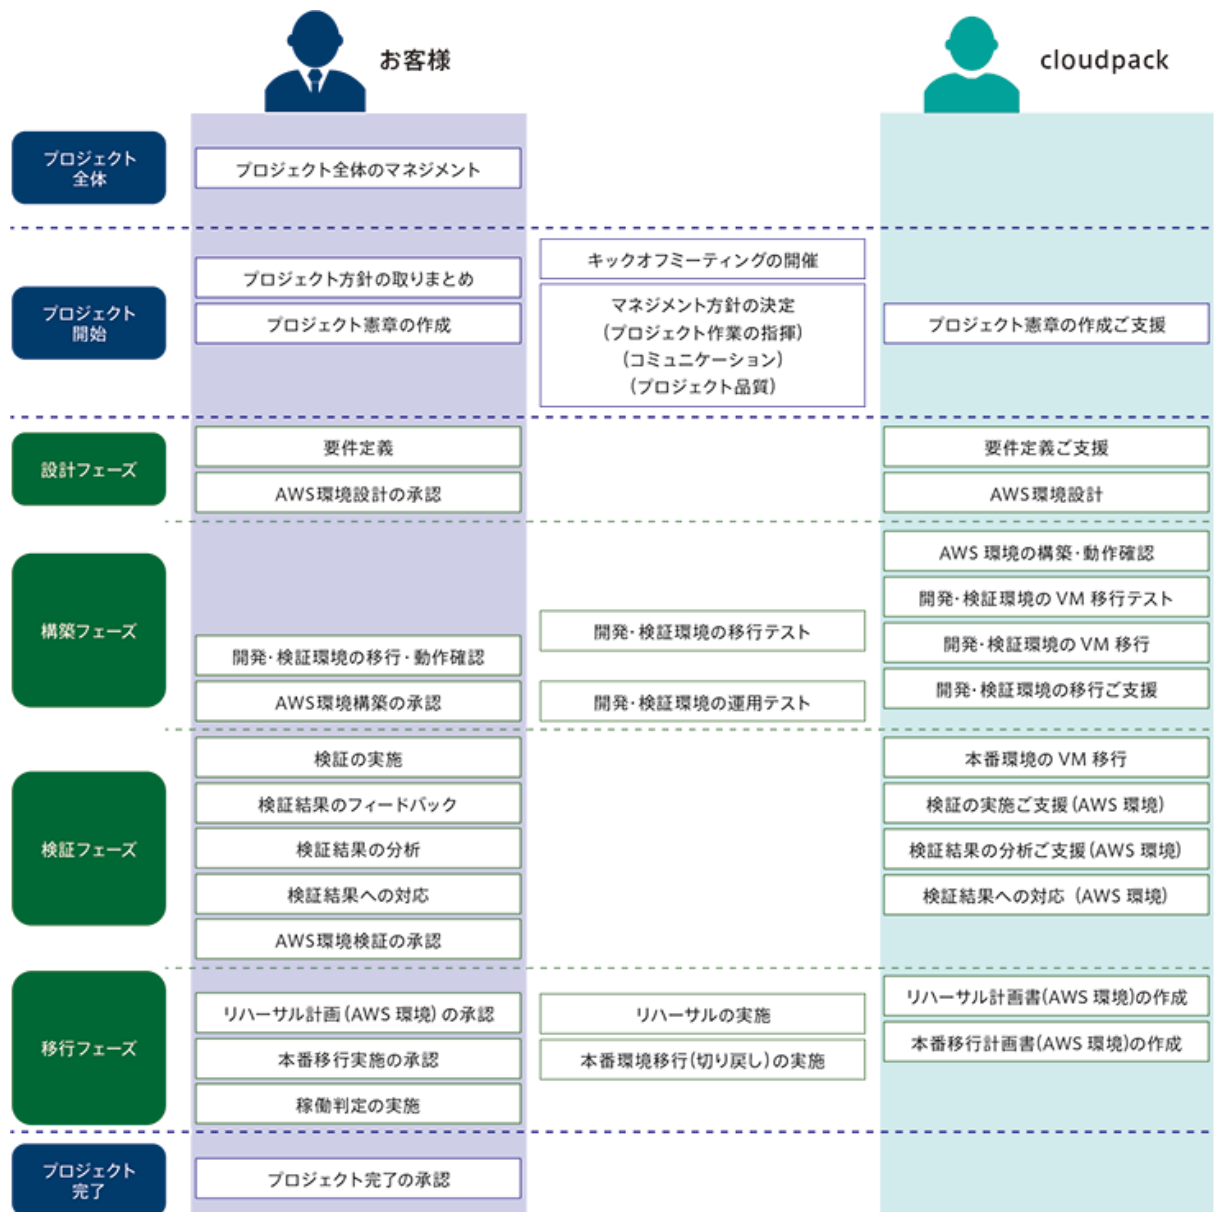 お客様
cloudpack
プロジェクト
全体
プロジェクト全体のマネジメント
プロジェクト
開始
プロジェクト方針の取りまとめ
プロジェクト憲章の作成
キックオフミーティングの開催
マネジメント方針の決定
(プロジェクト作業の指揮)
(コミュニケーション)
(プロジェクト品質)
プロジェクト憲章の作成ご支援
設計フェーズ
要件定義
AWS環境設計の承認
要件定義ご支援
AWS環境設計
構築フェーズ
開発・検証環境の移行・動作確認
AWS環境構築の承認
開発・検証環境の移行テスト
開発・検証環境の運用テスト
AWS 環境の構築・動作確認
開発・検証環境の VM 移行テスト
開発・検証環境の VM 移行
開発・検証環境の移行ご支援
検証フェーズ
検証の実施
検証結果のフィードバック
検証結果の分析
検証結果への対応
AWS環境検証の承認
本番環境の VM 移行
検証の実施ご支援(AWS 環境)
検証結果の分析ご支援(AWS 環境)
検証結果への対応 (AWS 環境)
移行フェーズ
リハーサル計画(AWS 環境)の承認
本番移行実施の承認
稼働判定の実施
リハーサルの実施
本番環境移行(切り戻し)の実施
リハーサル計画書(AWS 環境)の作成
本番移行計画書(AWS 環境)の作成
プロジェクト
完了
プロジェクト完了の承認